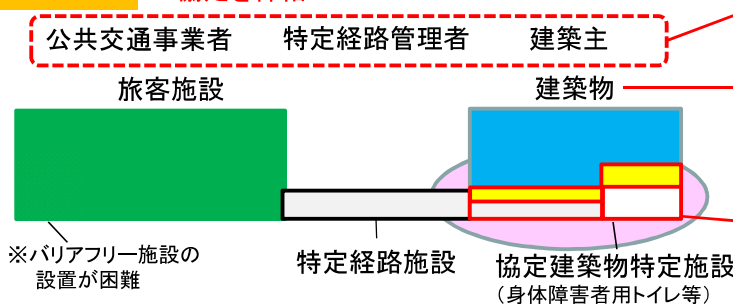 公共交通事業者　特定経路管理者　建築主
旅客施設　建築物
※バリアフリー施設の
設置が困難
特定経路施設
協定建築物特定施設
（身体障害者用トイレ等）